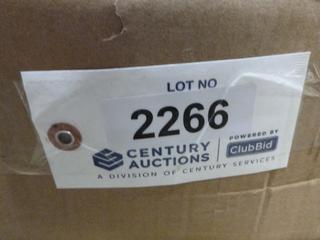 LOT NO
2266
CENTURY
AUCTIONS
POWERED BY
ClubBid
A DIVISION OF CENTURY SERVICES